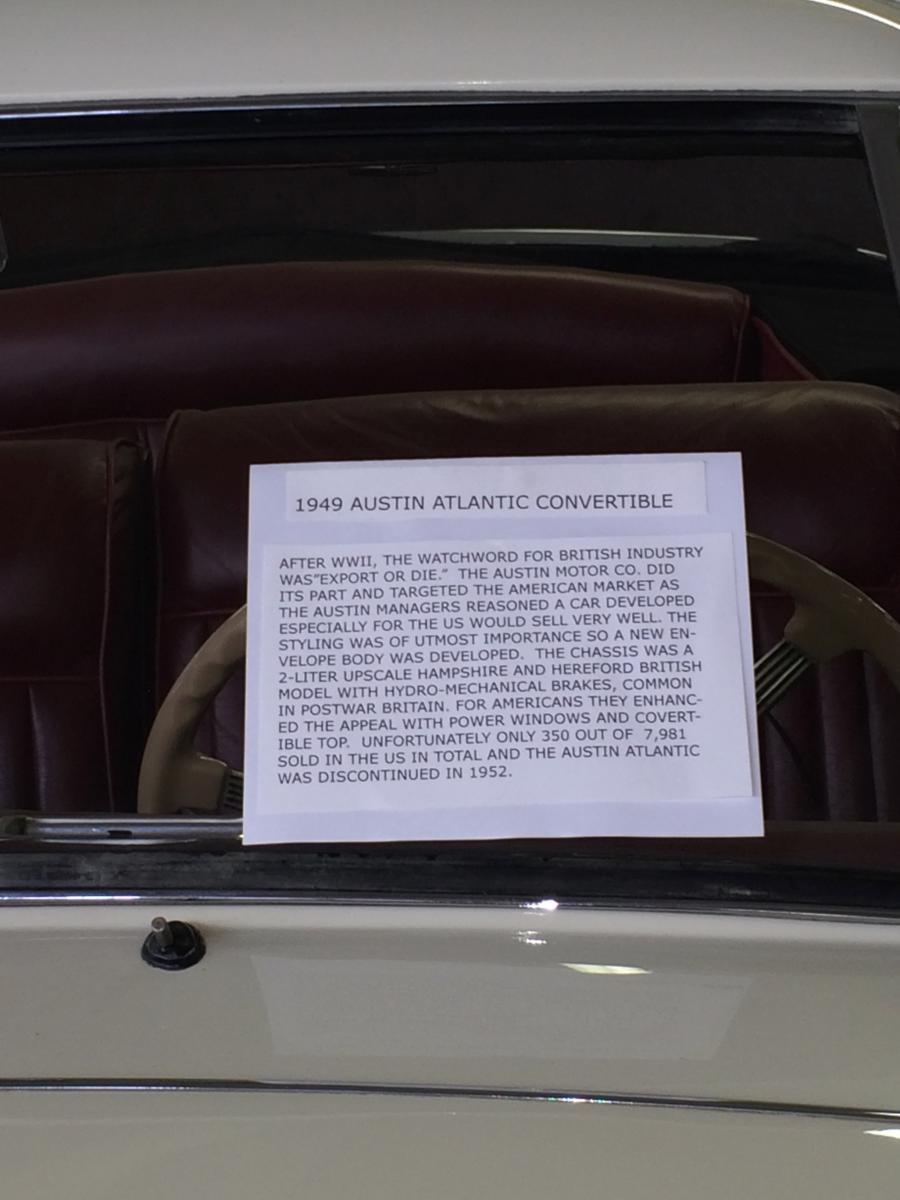 1949 AUSTIN ATLANTIC CONVERTIBLE
AFTER WWII, THE WATCHWORD FOR BRITISH INDUSTRY
WAS"EXPORT OR DIE." THE AUSTIN MOTOR CO. DID
ITS PART AND TARGETED THE AMERICAN MARKET AS
THE AUSTIN MANAGERS REASONED A CAR DEVELOPED
ESPECIALLY FOR THE US WOULD SELL VERY WELL. THE
STYLING WAS OF UTMOST IMPORTANCE SO A NEW EN-
VELOPE BODY WAS DEVELOPED. THE CHASSIS WAS A
2-LITER UPSCALE HAMPSHIRE AND HEREFORD BRITISH
MODEL WITH HYDRO-MECHANICAL BRAKES, COMMON
IN POSTWAR BRITAIN. FOR AMERICANS THEY ENHANC-
ED THE APPEAL WITH POWER WINDOWS AND COVERT-
IBLE TOP. UNFORTUNATELY ONLY 350 OUT OF 7,981
SOLD IN THE US IN TOTAL AND THE AUSTIN ATLANTIC
WAS DISCONTINUED IN 1952.